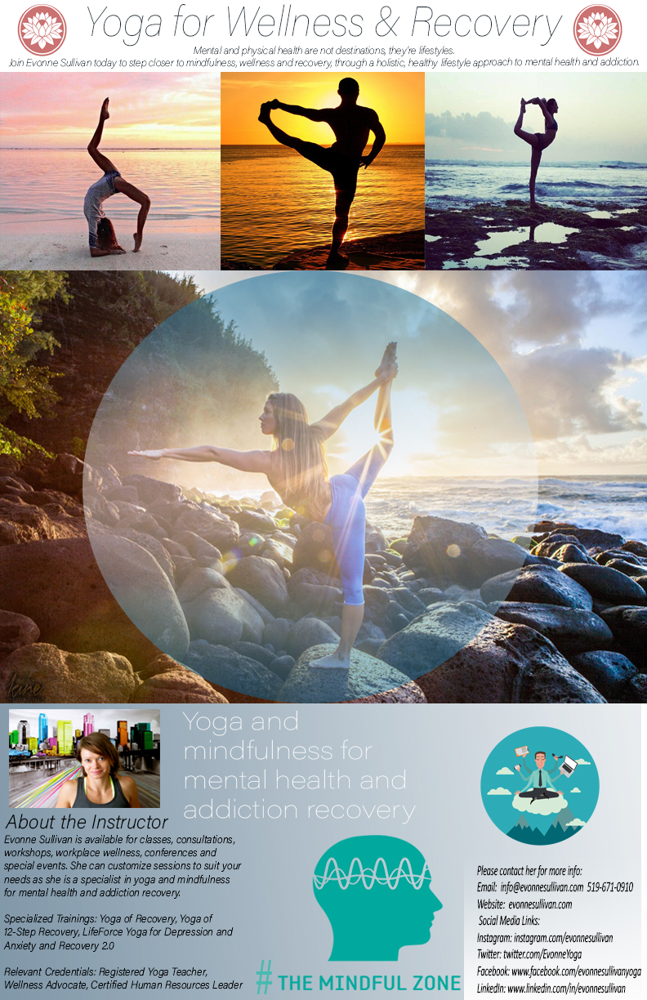 Yoga for Wellness & Recovery
Mental and physical health are not destinations, they're lifestyles.
Join Evonne Sullivan today to step closer to mindfulness, wellness and recovery, through a holistic, healthy lifestyle approach to mental health and addiction.
Yoga and
mindfulness for
mental health and
addiction recovery
About the Instructor
Evonne Sullivan is available for classes, consultations,
workshops, workplace wellness, conferences and
special events. She can customize sessions to suit your
needs as she is a specialist in yoga and mindfulness
for mental health and addiction recovery.
Specialized Trainings: Yoga of Recovery, Yoga of
12-Step Recovery, LifeForce Yoga for Depression and
Anxiety and Recovery 2.0
Relevant Credentials: Registered Yoga Teacher,
Wellness Advocate, Certified Human Resources Leader
# THE MINDFUL ZONE
Please contact her for more info:
Email: info@evonnesullivan.com 519-671-0910
Website: evonnesullivan.com
Social Media Links:
Instagram: instagram.com/evonnesullivan
Twitter: twitter.com/EvonneYoga
Facebook: www.facebook.com/evonnesullivanyoga
LinkedIn: www.linkedin.com/in/evonnesullivan